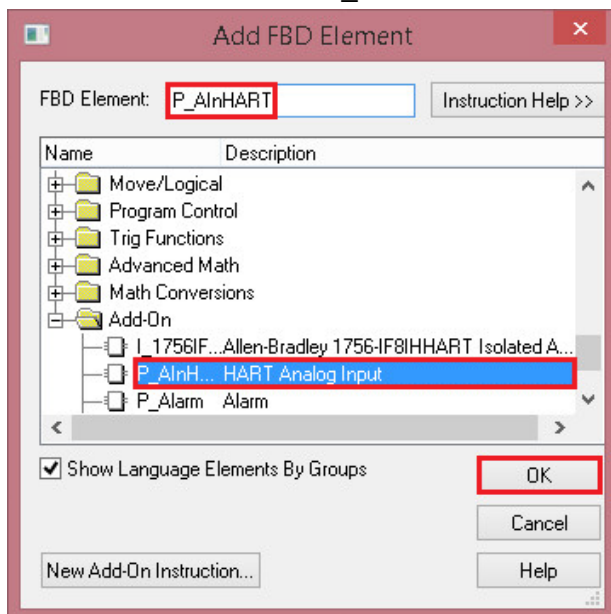 Add FBD Element
FBD Element: P_AInHART Instruction Help >>
Name Description
Move/Logical
Program Control
Trig Functions
Advanced Math
Math Conversions
Add-On
I_1756IF...Allen-Bradley 1756-IF8IHHART Isolated A...
P_AInH... HART Analog Input
P_Alarm Alarm
Show Language Elements By Groups OK
Cancel
New Add-On Instruction... Help